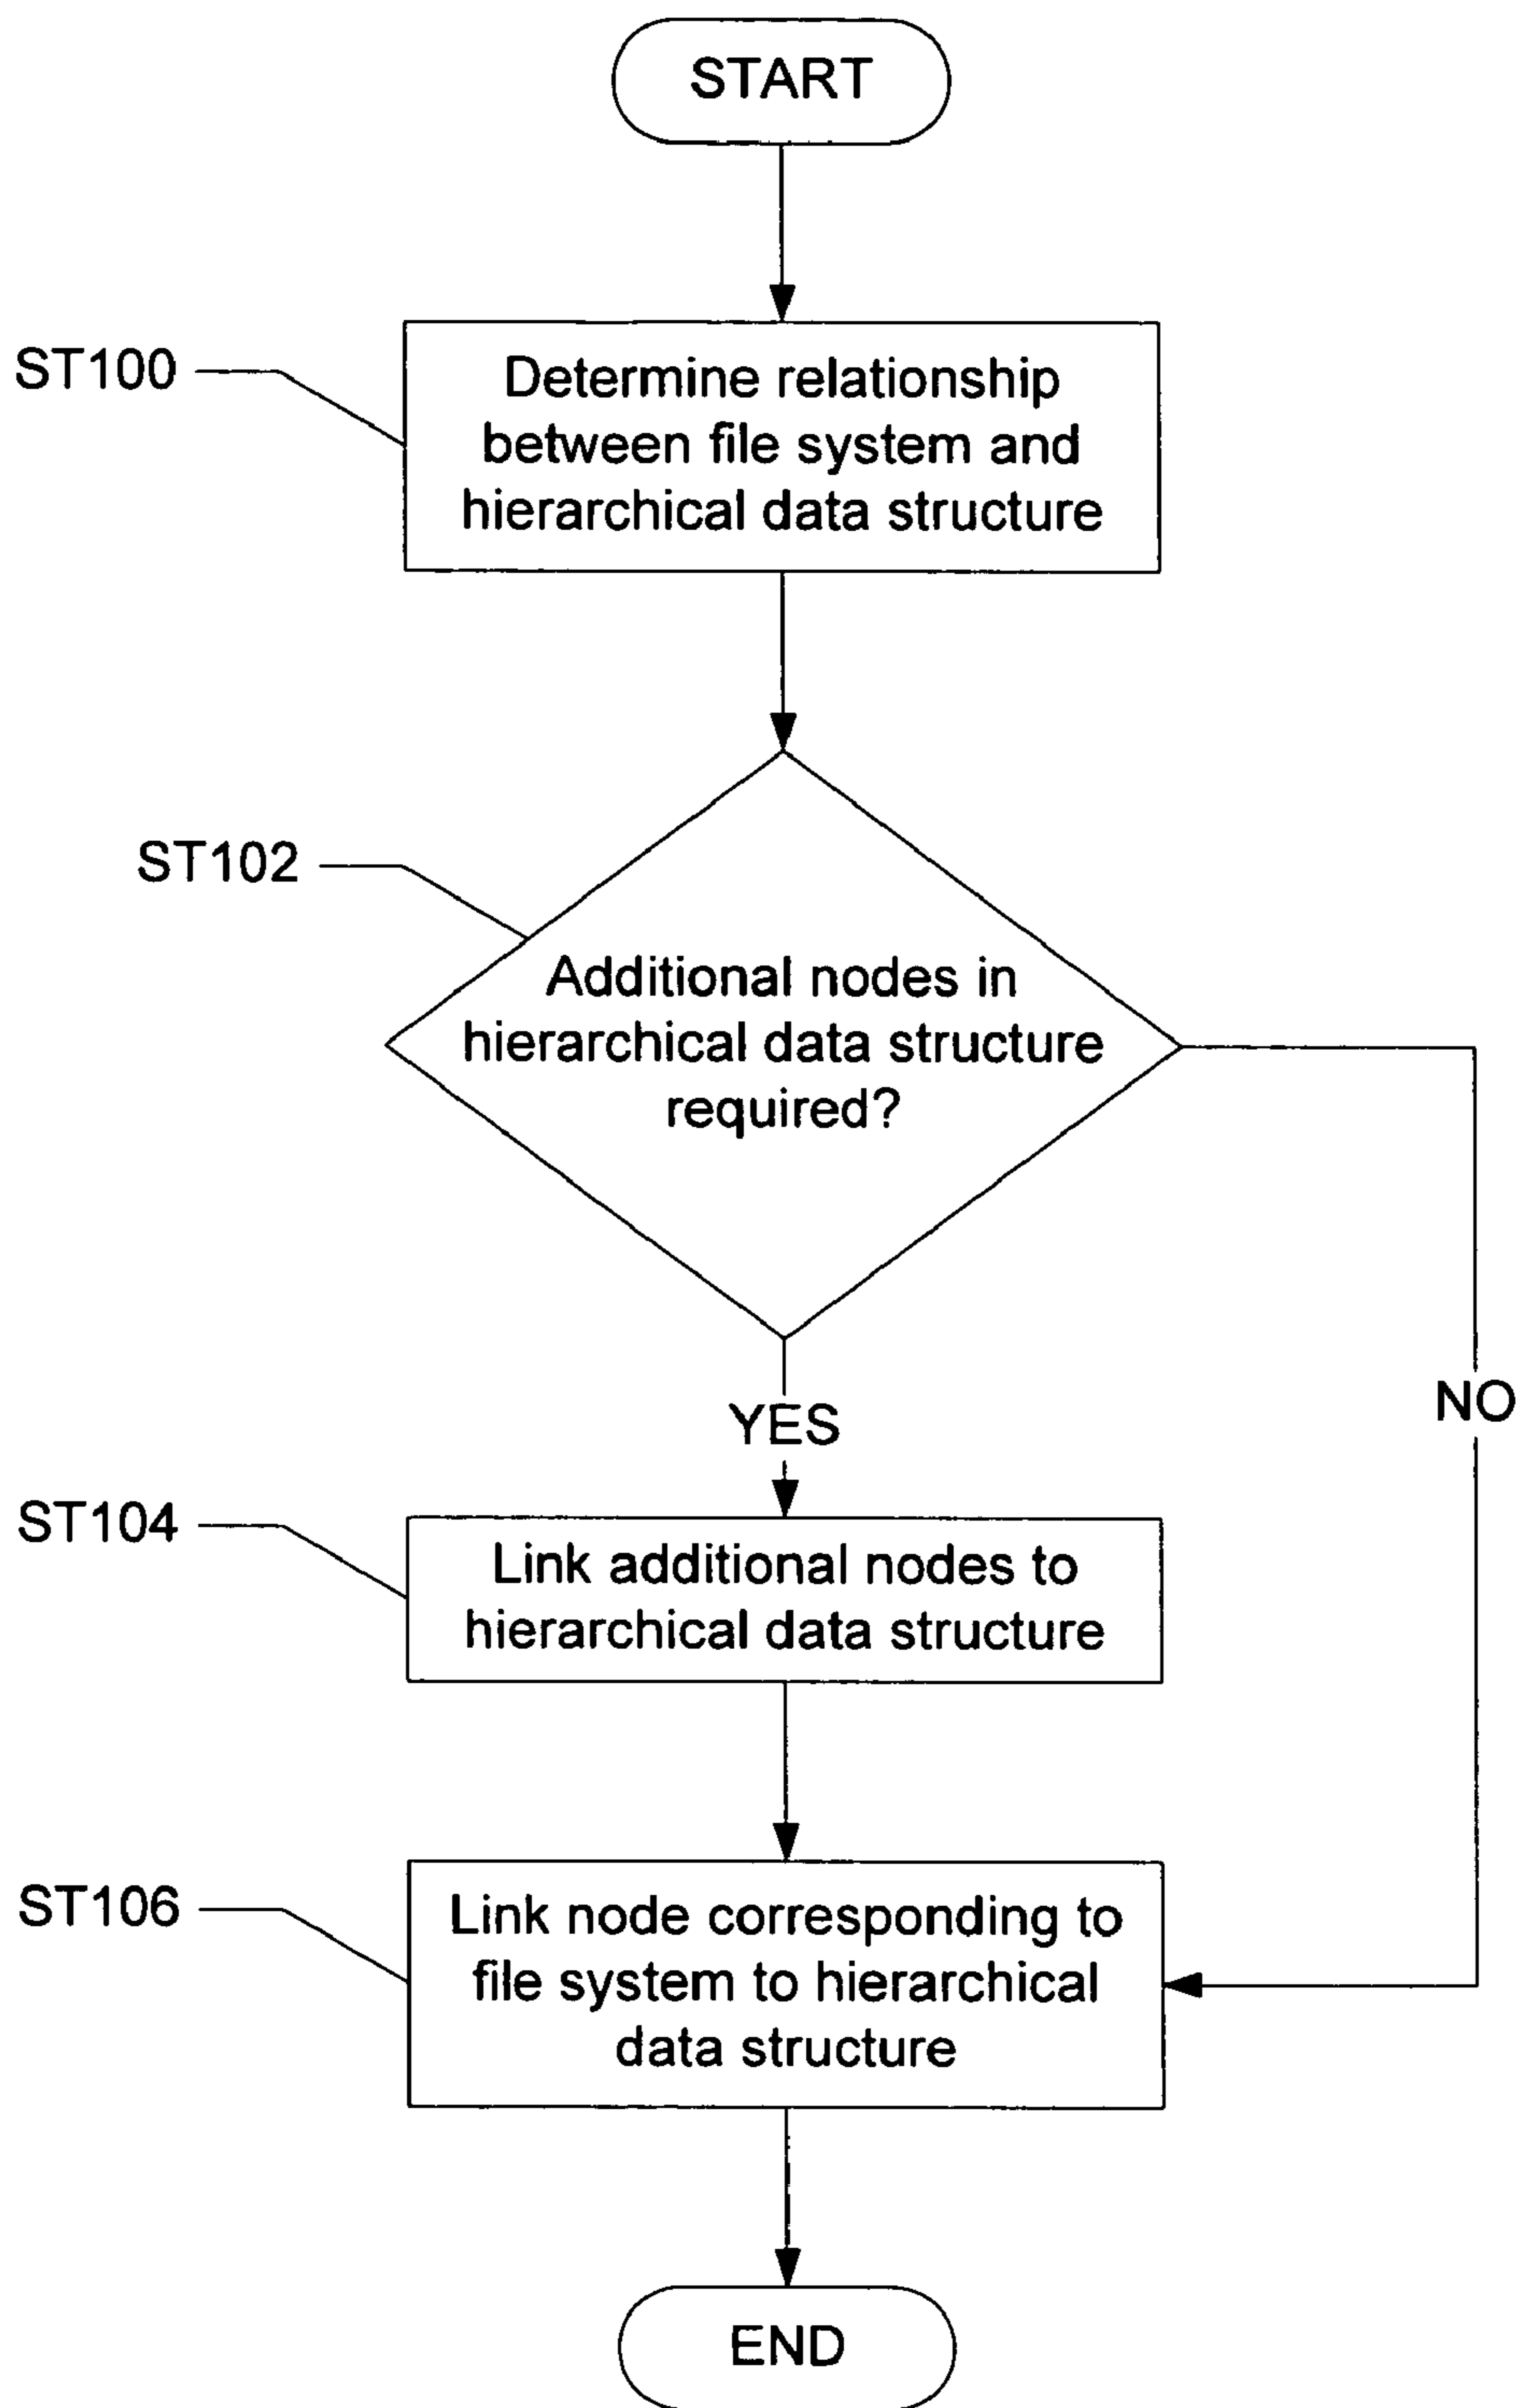 START
ST100
Determine relationship
between file system and
hierarchical data structure
ST102
Additional nodes in
hierarchical data structure
required?
NO
YES
ST104
Link additional nodes to
hierarchical data structure
ST106
Link node corresponding to
file system to hierarchical
data structure
END